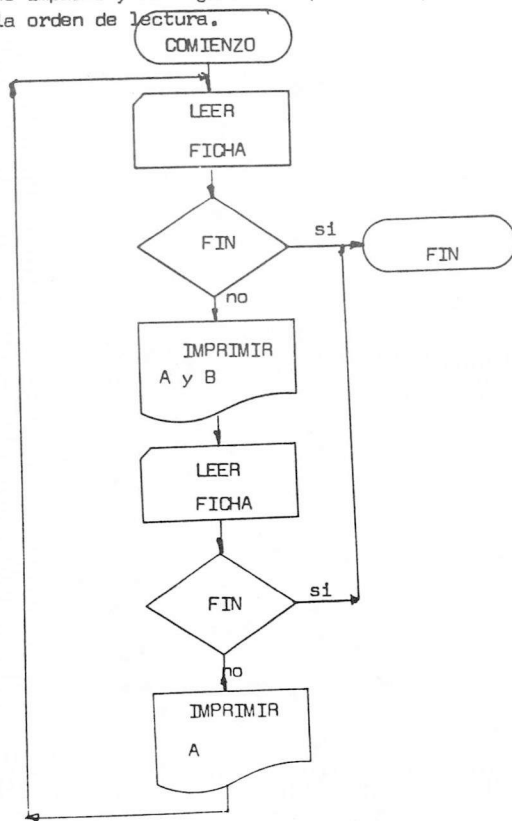 la orden de lectura.
COMIENZO
LEER
FICHA
FIN
si
FIN
no
IMPRIMIR
A y B
LEER
FICHA
FIN
si
no
IMPRIMIR
A